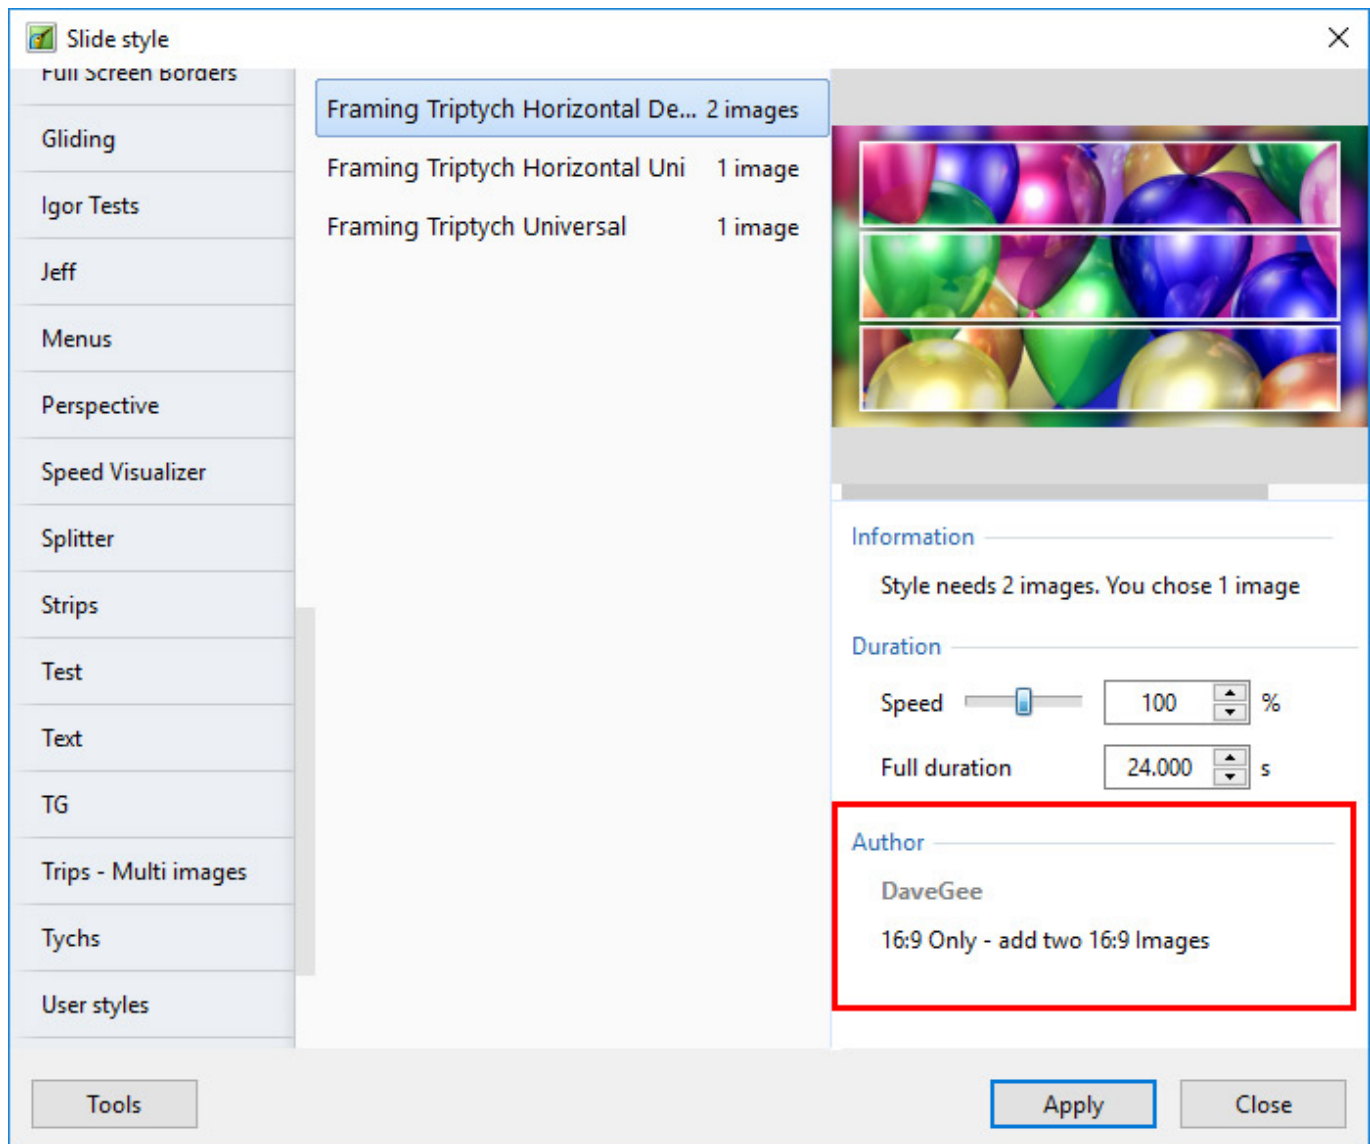 Slide style
Full Screen Borders
Gliding
Igor Tests
Jeff
Menus
Perspective
Speed Visualizer
Splitter
Strips
Test
Text
TG
Trips - Multi images
Tychs
User styles
Framing Triptych Horizontal De... 2 images
Framing Triptych Horizontal Uni 1 image
Framing Triptych Universal 1 image
Information
Style needs 2 images. You chose 1 image
Duration
Speed 100 %
Full duration 24.000 s
Author
DaveGee
16:9 Only - add two 16:9 Images
Tools
Apply
Close